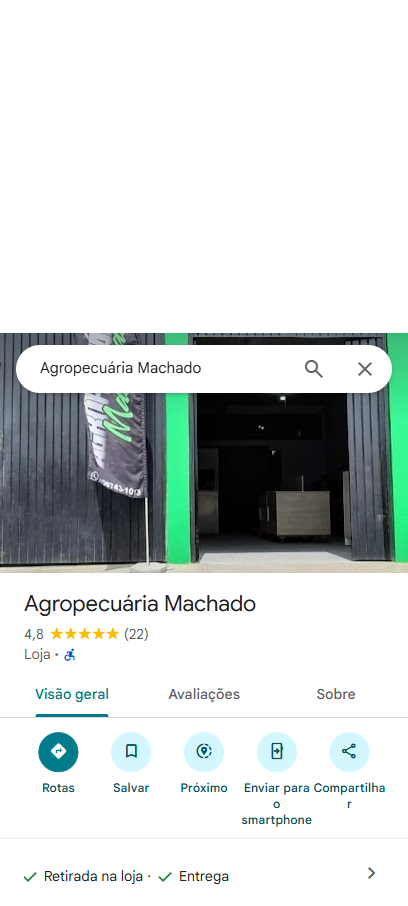 Agropecuária Machado
Agropecuária Machado
4,8 (22)
Loja ·
Visão geral Avaliações Sobre
Rotas Salvar Próximo Enviar para o smartphone Compartilhar
Retirada na loja · Entrega